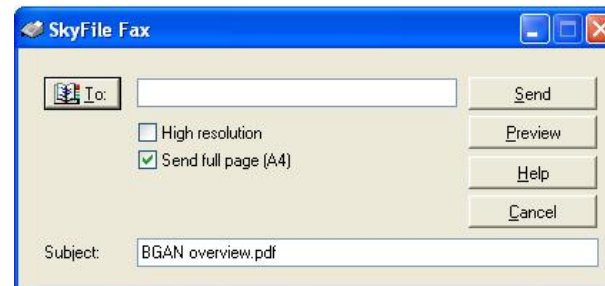 SkyFile Fax
To:
Send
High resolution
Preview
Send full page (A4)
Help
Cancel
Subject: BGAN overview.pdf